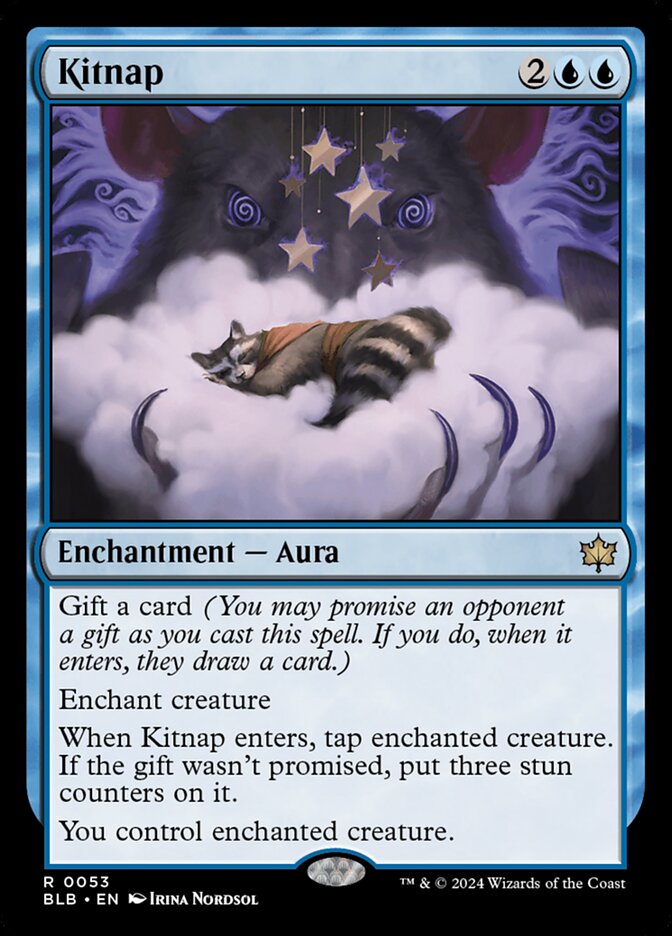 Kitnap 2
Enchantment — Aura
Gift a card (You may promise an opponent
a gift as you cast this spell. If you do, when it
enters, they draw a card.)
Enchant creature
When Kitnap enters, tap enchanted creature.
If the gift wasn't promised, put three stun
counters on it.
You control enchanted creature.
R 0053
BLB • EN Irina Nordsol
™ & © 2024 Wizards of the Coast